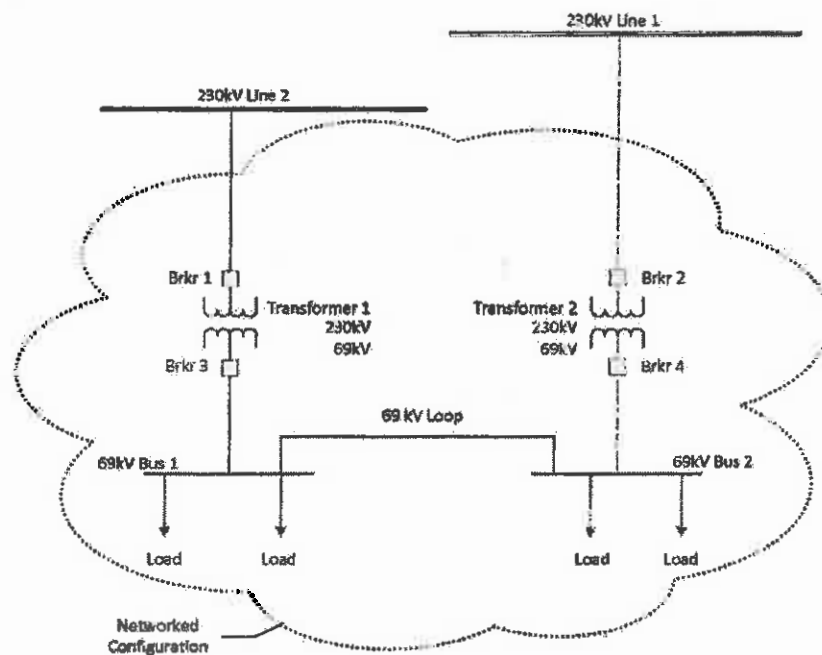 230kV Line 1
230kV Line 2
Brkr 1
Transformer 1
230kV
69kV
Brkr 3
Brkr 2
Transformer 2
230kV
69kV
Brkr 4
69 kV Loop
69kV Bus 1
69kV Bus 2
Load
Load
Load
Load
Networked
Configuration